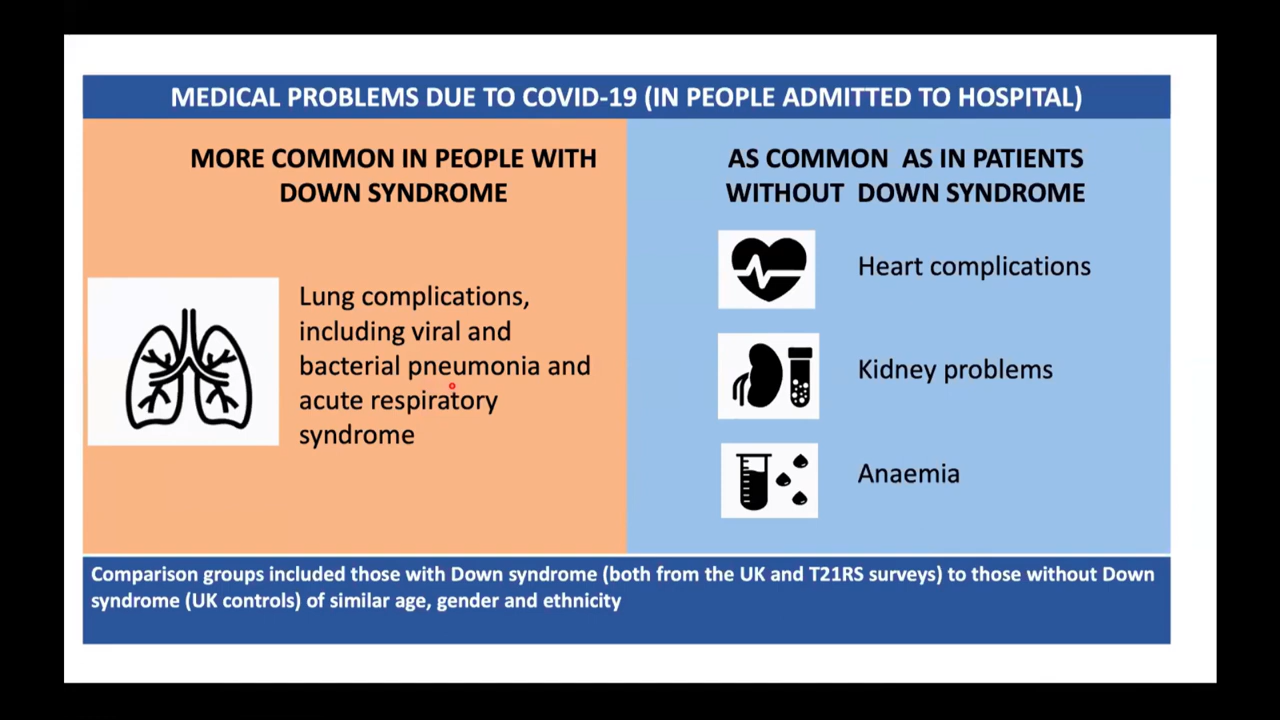 MEDICAL PROBLEMS DUE TO COVID-19 (IN PEOPLE ADMITTED TO HOSPITAL)
MORE COMMON IN PEOPLE WITH
DOWN SYNDROME
Lung complications,
including viral and
bacterial pneumonia and
acute respiratory
syndrome
AS COMMON AS IN PATIENTS
WITHOUT DOWN SYNDROME
Heart complications
Kidney problems
Anaemia
Comparison groups included those with Down syndrome (both from the UK and T21RS surveys) to those without Down
syndrome (UK controls) of similar age, gender and ethnicity